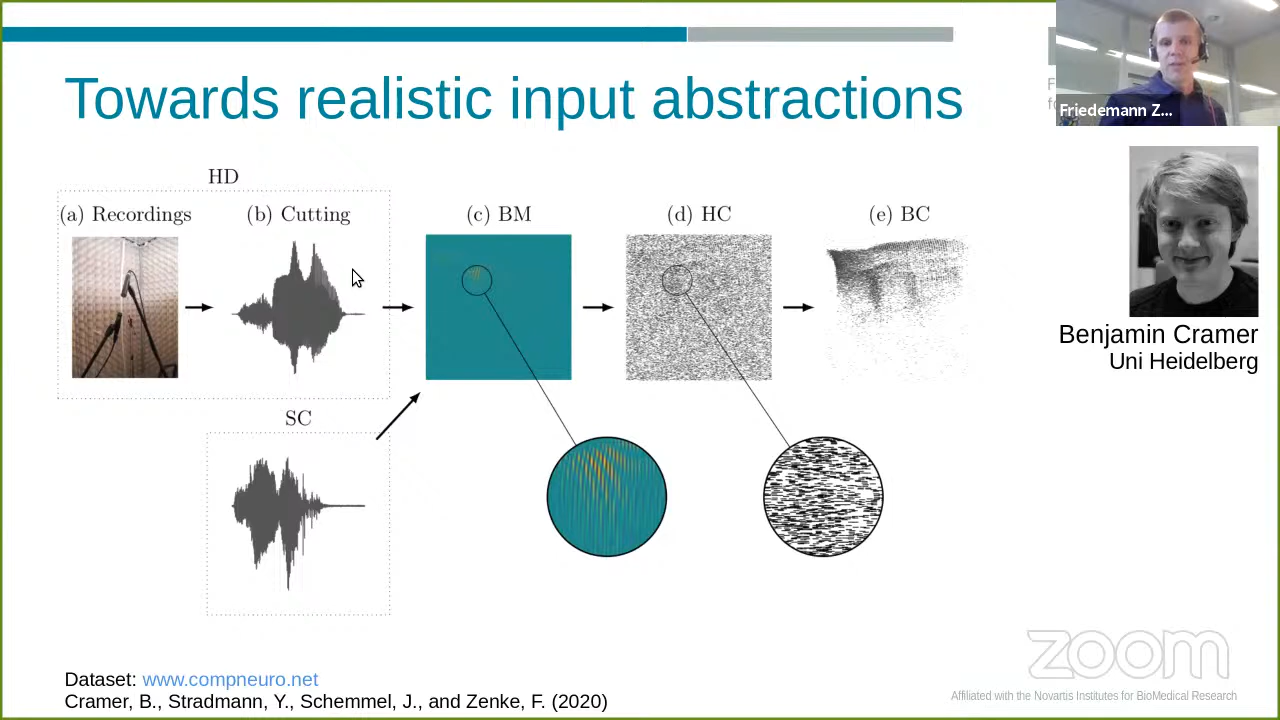 Towards realistic input abstractions
Friedemann Z...
HD
(a) Recordings
(b) Cutting
(c) BM
(d) HC
(e) BC
SC
Benjamin Cramer
Uni Heidelberg
Dataset: www.compneuro.net
Cramer, B., Stradmann, Y., Schemmel, J., and Zenke, F. (2020)
zoom
Affiliated with the Novartis Institutes for BioMedical Research